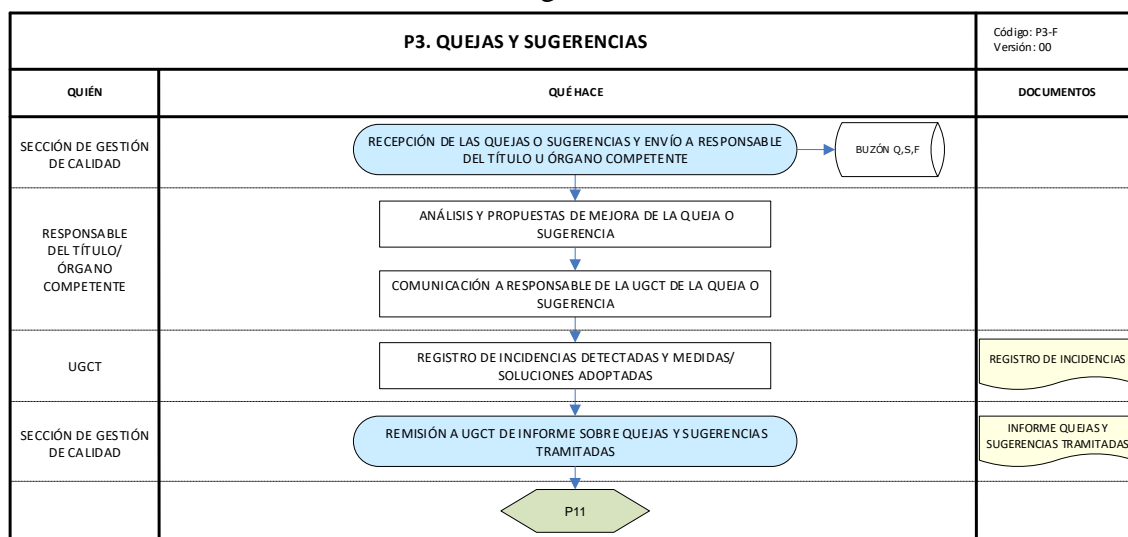 P3. QUEJAS Y SUGERENCIAS
Código: P3-F
Versión: 00
QUIÉN
QUÉ HACE
DOCUMENTOS
SECCIÓN DE GESTIÓN
DE CALIDAD
RECEPCIÓN DE LAS QUEJAS O SUGERENCIAS Y ENVÍO A RESPONSABLE
DEL TÍTULO U ÓRGANO COMPETENTE
BUZÓN Q,S,F
RESPONSABLE
DEL TÍTULO/
ÓRGANO
COMPETENTE
ANÁLISIS Y PROPUESTAS DE MEJORA DE LA QUEJA O
SUGERENCIA
COMUNICACIÓN A RESPONSABLE DE LA UGCT DE LA QUEJA O
SUGERENCIA
UGCT
REGISTRO DE INCIDENCIAS DETECTADAS Y MEDIDAS/
SOLUCIONES ADOPTADAS
REGISTRO DE INCIDENCIAS
SECCIÓN DE GESTIÓN
DE CALIDAD
REMISIÓN A UGCT DE INFORME SOBRE QUEJAS Y SUGERENCIAS
TRAMITADAS
INFORME QUEJAS Y
SUGERENCIAS TRAMITADAS
P11